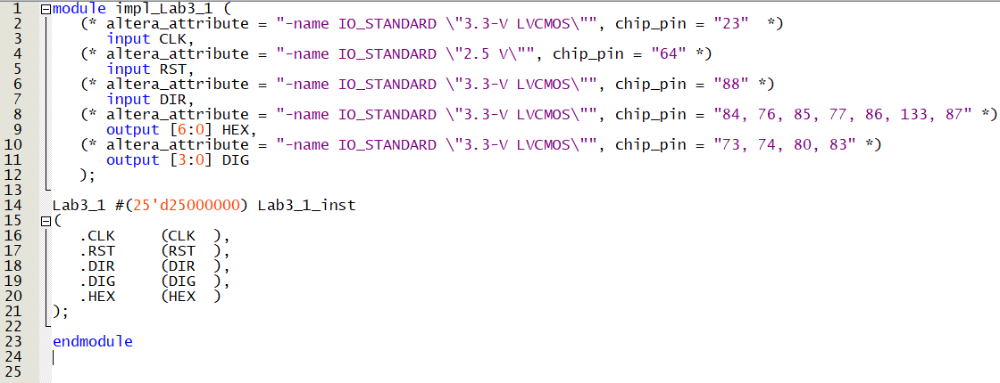 1 module impl_Lab3_1 (
2 (* altera_attribute = "-name IO_STANDARD \"3.3-V LVCMOS\"", chip_pin = "23"  *)
3 input CLK,
4 (* altera_attribute = "-name IO_STANDARD \"2.5 V\"", chip_pin = "64" *)
5 input RST,
6 (* altera_attribute = "-name IO_STANDARD \"3.3-V LVCMOS\"", chip_pin = "88" *)
7 input DIR,
8 (* altera_attribute = "-name IO_STANDARD \"3.3-V LVCMOS\"", chip_pin = "84, 76, 85, 77, 86, 133, 87" *)
9 output [6:0] HEX,
10 (* altera_attribute = "-name IO_STANDARD \"3.3-V LVCMOS\"", chip_pin = "73, 74, 80, 83" *)
11 output [3:0] DIG
12 );
13
14 Lab3_1 #(25'd25000000) Lab3_1_inst
15 (
16 .CLK     (CLK  ),
17 .RST     (RST  ),
18 .DIR     (DIR  ),
19 .DIG     (DIG  ),
20 .HEX     (HEX  )
21 );
22
23 endmodule
24
25